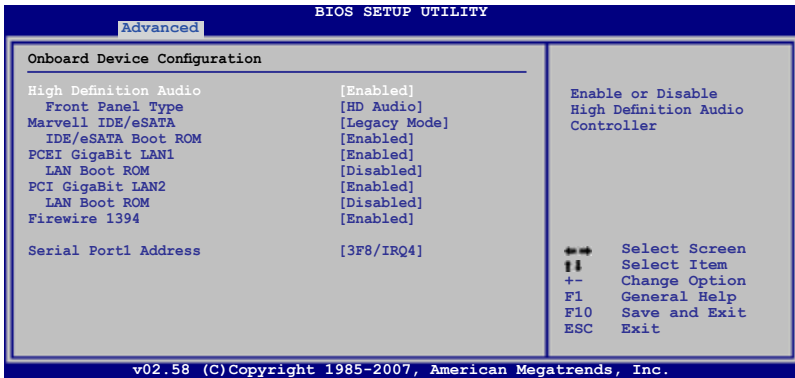 BIOS SETUP UTILITY
Advanced
Onboard Device Configuration
High Definition Audio [Enabled]
Front Panel Type [HD Audio]
Marvell IDE/eSATA [Legacy Mode]
IDE/eSATA Boot ROM [Enabled]
PCEI GigaBit LAN1 [Enabled]
LAN Boot ROM [Disabled]
PCI GigaBit LAN2 [Enabled]
LAN Boot ROM [Disabled]
Firewire 1394 [Enabled]
Serial Port1 Address [3F8/IRQ4]
Enable or Disable
High Definition Audio
Controller
←→ Select Screen
↑↓ Select Item
+- Change Option
F1 General Help
F10 Save and Exit
ESC Exit
v02.58 (C)Copyright 1985-2007, American Megatrends, Inc.